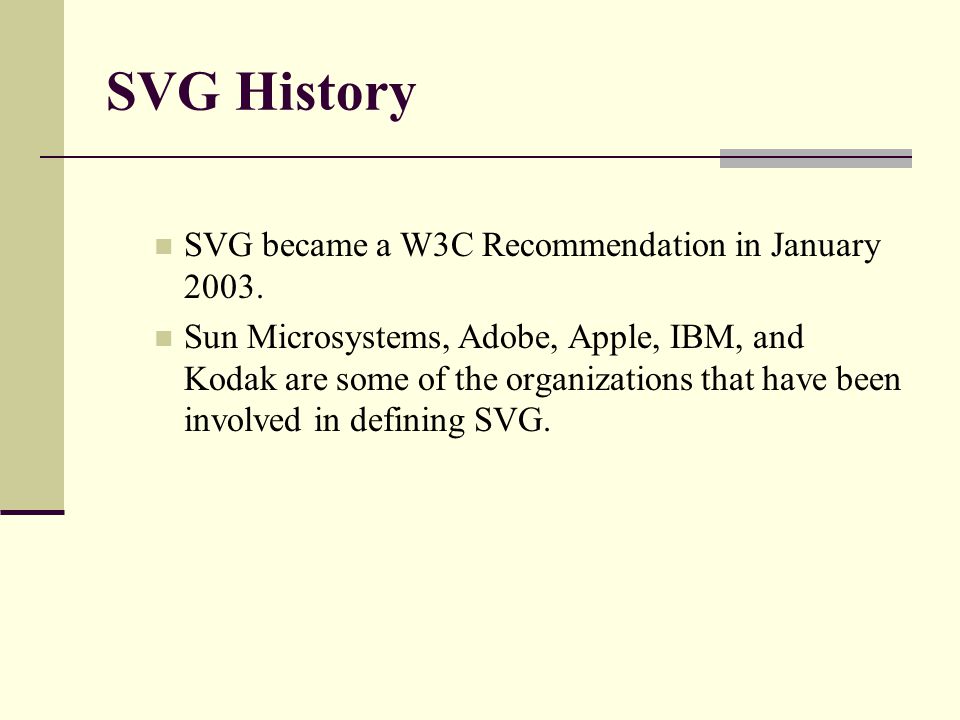 SVG History
SVG became a W3C Recommendation in January
2003.
Sun Microsystems, Adobe, Apple, IBM, and
Kodak are some of the organizations that have been
involved in defining SVG.